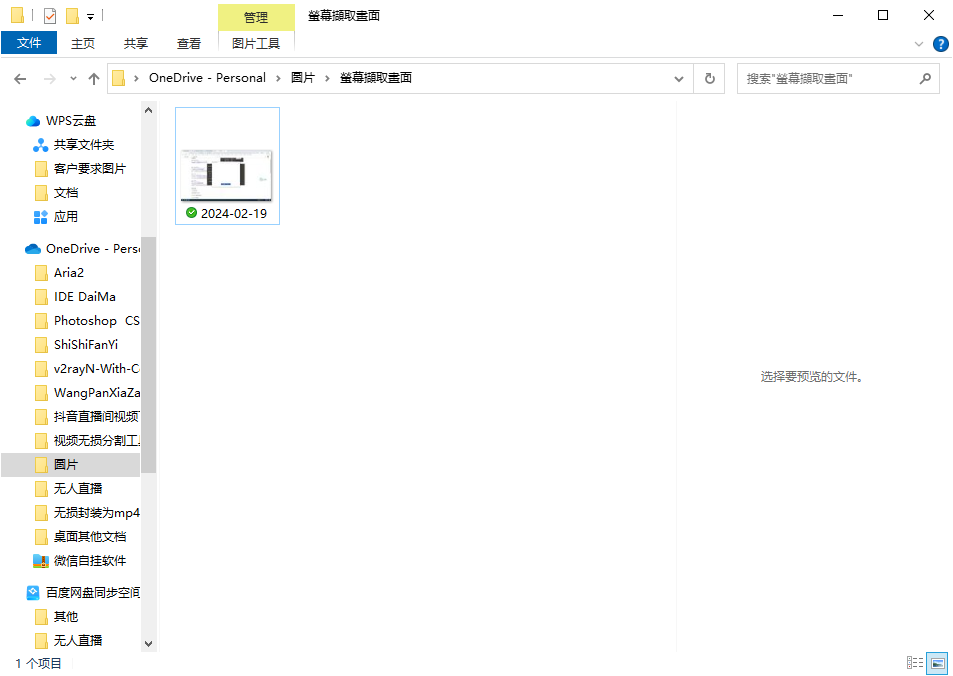 管理
螢幕擷取畫面
文件
主页
共享
查看
图片工具
OneDrive - Personal
圖片
螢幕擷取畫面
搜索"螢幕擷取畫面"
WPS云盘
共享文件夹
客户要求图片
文档
应用
OneDrive - Pers
Aria2
IDE DaiMa
Photoshop CS
ShiShiFanYi
v2rayN-With-C
WangPanXiaZa
抖音直播间视频
视频无损分割工
圖片
无人直播
无损封装为mp4
桌面其他文档
微信自挂软件
百度网盘同步空间
其他
无人直播
2024-02-19
选择要预览的文件。
1 个项目